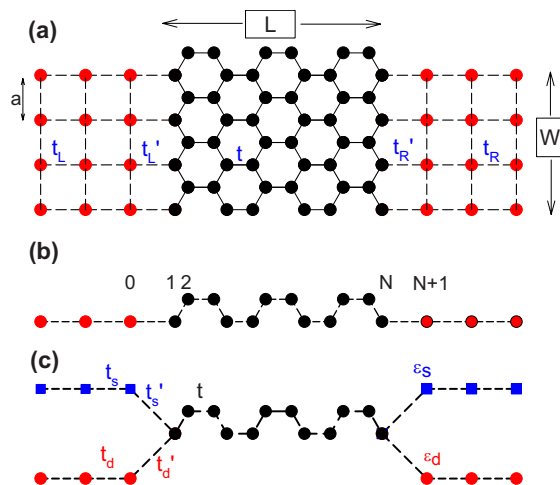 (a)
L
a
t_L
t_L'
t
t_R'
t_R
W
(b)
0
1 2
N
N+1
(c)
t_s
t_s'
t
ε_s
t_d
t_d'
ε_d